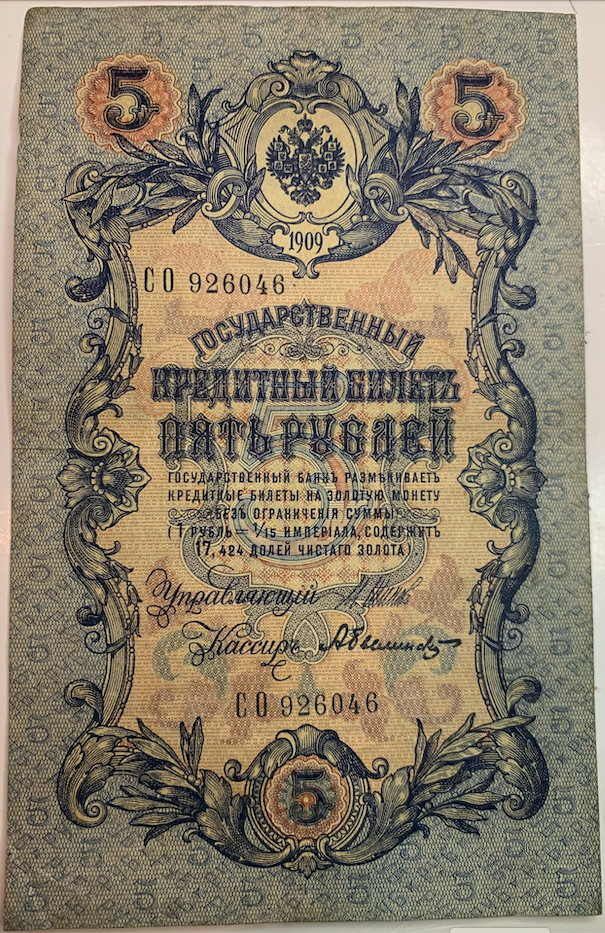 5 5
1909
СО 926046
ГОСУДАРСТВЕННЫЙ
КРЕДИТНЫЙ БИЛЕТЪ
ПЯТЬ РУБЛЕЙ
ГОСУДАРСТВЕННЫЙ БАНКЪ РАЗМѢНИВАЕТЪ
КРЕДИТНЫЕ БИЛЕТЫ НА ЗОЛОТУЮ МОНЕТУ
БЕЗЪ ОГРАНИЧЕНІЯ СУММЫ
(1 РУБЛЬ = 1/15 ИМПЕРІАЛА, СОДЕРЖИТЪ
17,424 ДОЛЕЙ ЧИСТАГО ЗОЛОТА).
Управляющій
Кассиръ
СО 926046
5